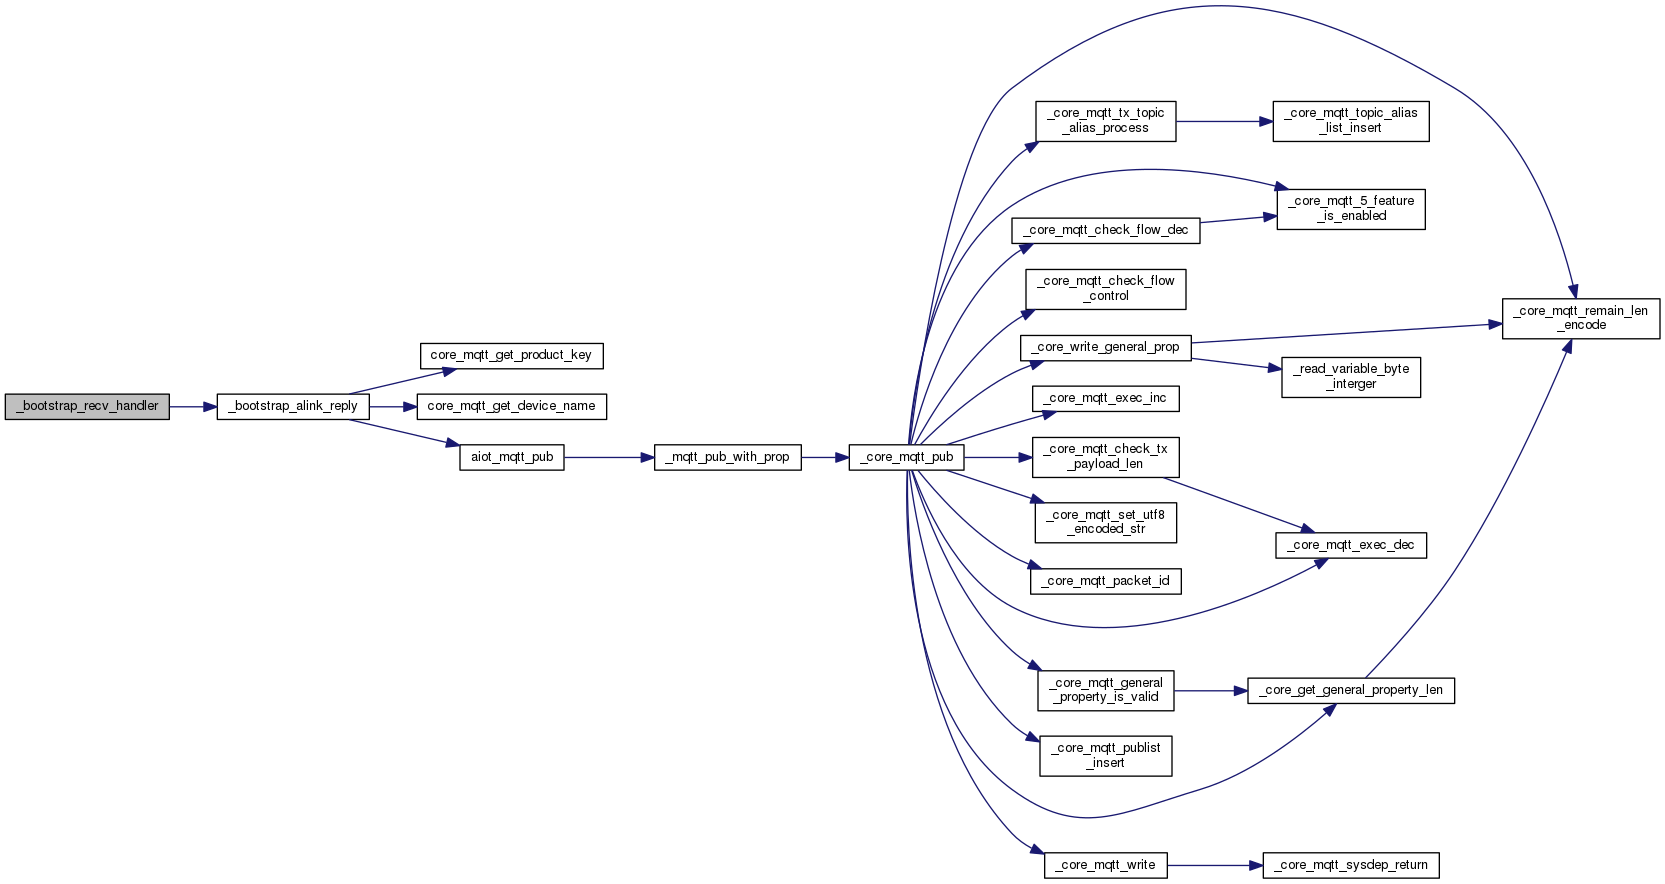 _bootstrap_recv_handler
_bootstrap_alink_reply
core_mqtt_get_product_key
core_mqtt_get_device_name
aiot_mqtt_pub
_mqtt_pub_with_prop
_core_mqtt_pub
_core_mqtt_tx_topic
_alias_process
_core_mqtt_topic_alias
_list_insert
_core_mqtt_5_feature
_is_enabled
_core_mqtt_check_flow_dec
_core_mqtt_check_flow
_control
_core_mqtt_remain_len
_encode
_core_write_general_prop
_read_variable_byte
_interger
_core_mqtt_exec_inc
_core_mqtt_check_tx
_payload_len
_core_mqtt_set_utf8
_encoded_str
_core_mqtt_exec_dec
_core_mqtt_packet_id
_core_mqtt_general
_property_is_valid
_core_get_general_property_len
_core_mqtt_publist
_insert
_core_mqtt_write
_core_mqtt_sysdep_return